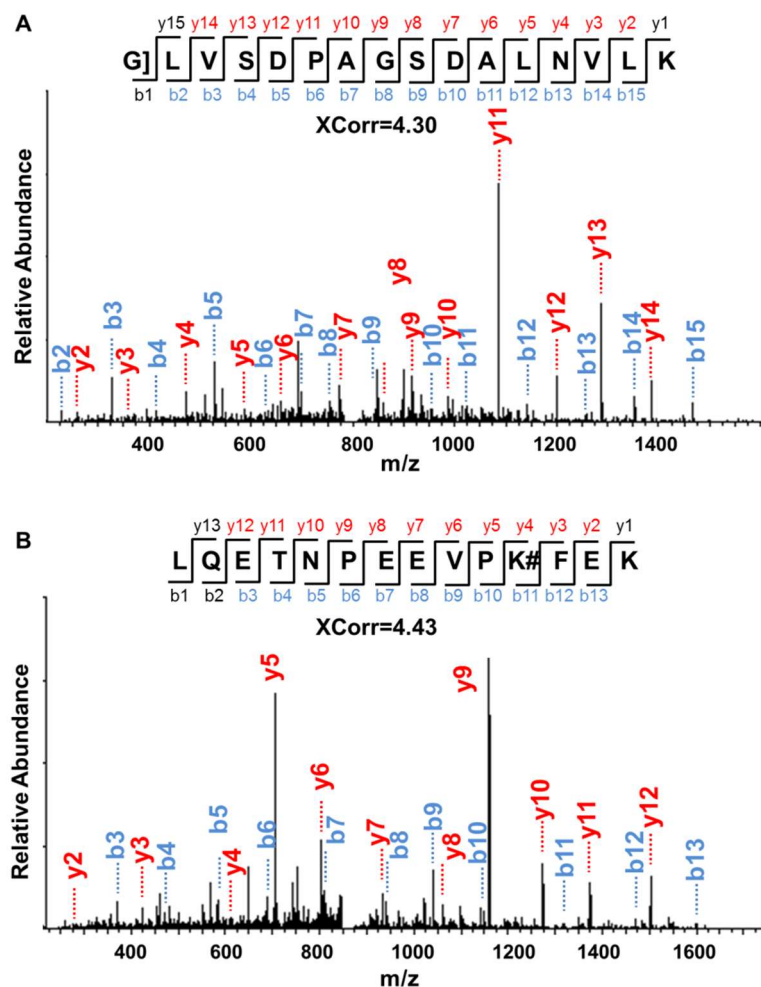 A
y15 y14 y13 y12 y11 y10 y9 y8 y7 y6 y5 y4 y3 y2 y1
G] L V S D P A G S D A L N V L K
b1 b2 b3 b4 b5 b6 b7 b8 b9 b10 b11 b12 b13 b14 b15
XCorr=4.30
Relative Abundance
b2 y2 b3 y3 b4 y4 b5 y5 b6 y6 b7 b8 y7 b9 y8 y9 b10 y10 b11 y11 b12 y12 b13 y13 b14 y14 b15
400 600 800 1000 1200 1400
m/z
B
y13 y12 y11 y10 y9 y8 y7 y6 y5 y4 y3 y2 y1
L Q E T N P E E V P K# F E K
b1 b2 b3 b4 b5 b6 b7 b8 b9 b10 b11 b12 b13
XCorr=4.43
Relative Abundance
y2 b3 y3 b4 b5 y4 b6 y5 y6 b7 y7 b8 b9 y8 b10 y9 y10 b11 y11 b12 y12 b13
400 600 800 1000 1200 1400 1600
m/z